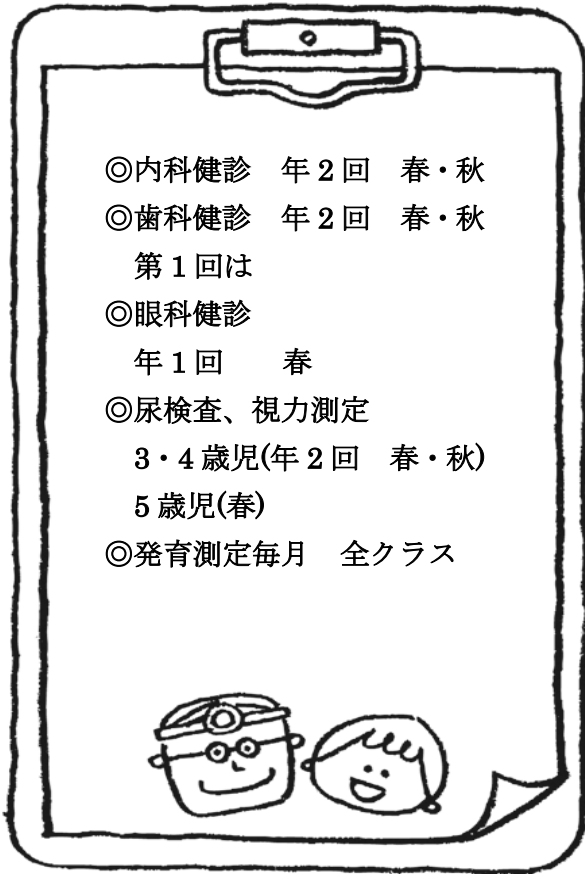 ◎内科健診　年２回　春・秋
◎歯科健診　年２回　春・秋
　第１回は
◎眼科健診
　年１回　　春
◎尿検査、視力測定
　3・4 歳児(年２回　春・秋)
　5 歳児(春)
◎発育測定毎月　全クラス